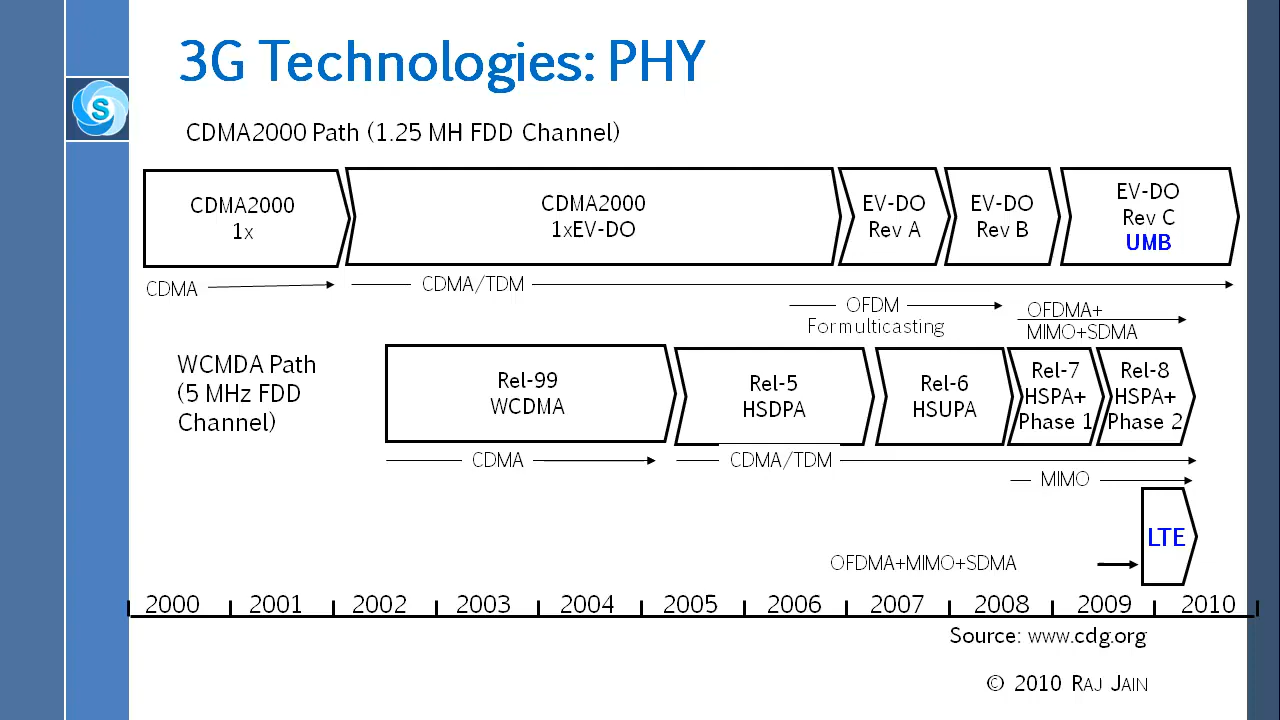 3G Technologies: PHY
S
CDMA2000 Path (1.25 MH FDD Channel)
CDMA2000
1x
CDMA2000
1xEV-DO
EV-DO
Rev A
EV-DO
Rev B
EV-DO
Rev C
UMB
CDMA
CDMA/TDM
OFDM
Formulticasting
OFDMA+
MIMO+SDMA
WCMDA Path
(5 MHz FDD
Channel)
Rel-99
WCDMA
Rel-5
HSDPA
Rel-6
HSUPA
Rel-7
HSPA+
Phase 1
Rel-8
HSPA+
Phase 2
CDMA
CDMA/TDM
MIMO
LTE
OFDMA+MIMO+SDMA
2000 2001 2002 2003 2004 2005 2006 2007 2008 2009 2010
Source: www.cdg.org
© 2010 RAJ JAIN